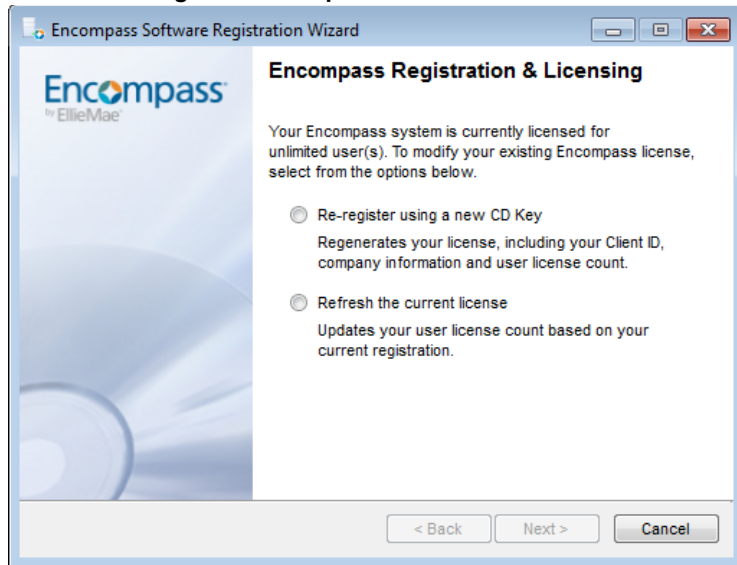 Encompass Software Registration Wizard
Encompass
by EllieMae
Encompass Registration & Licensing
Your Encompass system is currently licensed for
unlimited user(s). To modify your existing Encompass license,
select from the options below.
Re-register using a new CD Key
Regenerates your license, including your Client ID,
company information and user license count.
Refresh the current license
Updates your user license count based on your
current registration.
< Back
Next >
Cancel